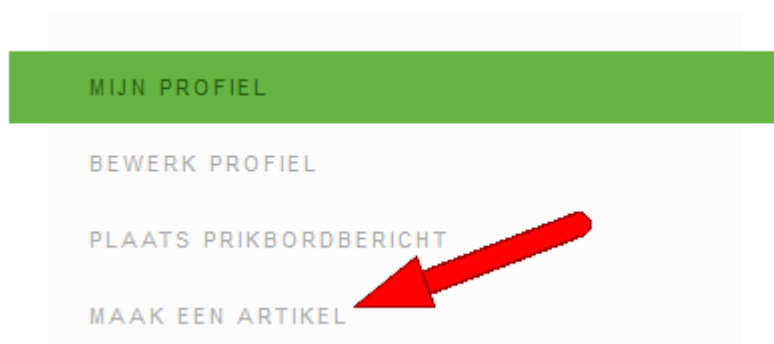 MIJN PROFIEL
BEWERK PROFIEL
PLAATS PRIKBORDBERICHT
MAAK EEN ARTIKEL